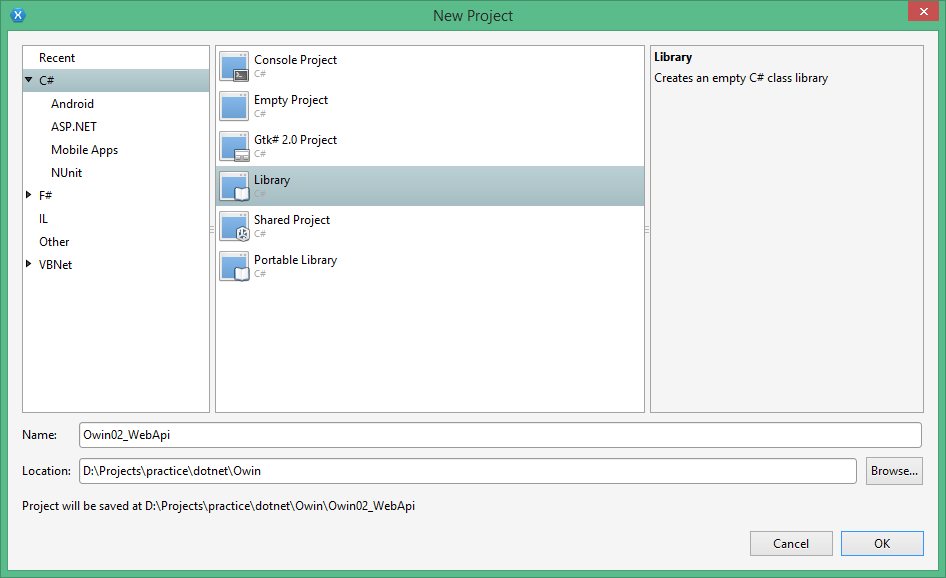 New Project
Recent
C#
Android
ASP.NET
Mobile Apps
NUnit
F#
IL
Other
VBNet
Console Project
C#
Empty Project
C#
Gtk# 2.0 Project
C#
Library
C#
Shared Project
C#
Portable Library
C#
Library
Creates an empty C# class library
Name: Owin02_WebApi
Location: D:\Projects\practice\dotnet\Owin Browse...
Project will be saved at D:\Projects\practice\dotnet\Owin\Owin02_WebApi
Cancel OK